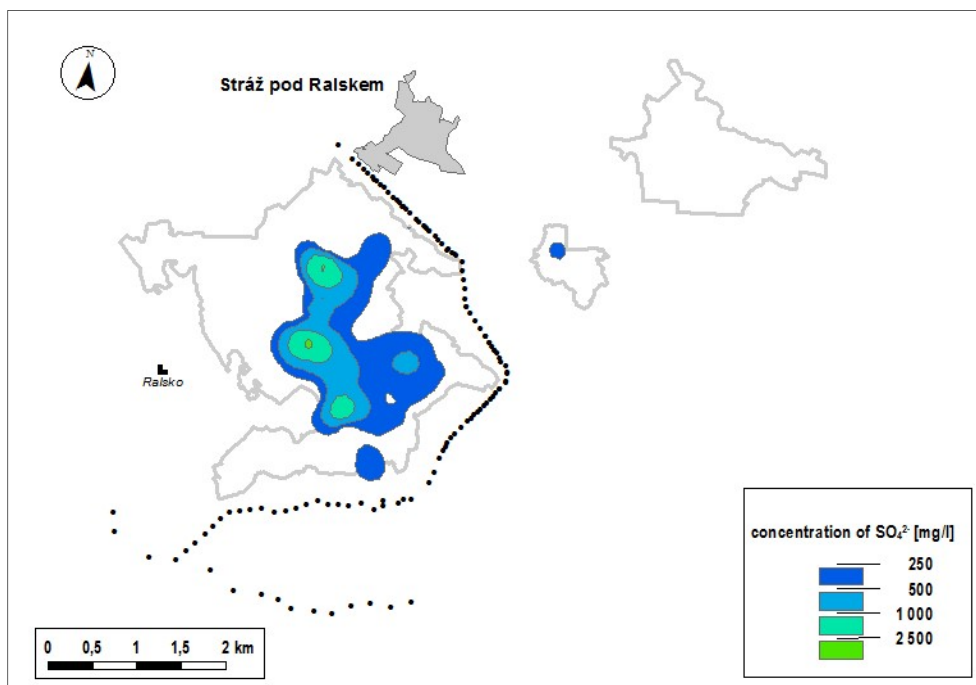 N
Stráž pod Ralskem
Ralsko
concentration of SO₄²⁻ [mg/l]
250
500
1 000
2 500
0 0,5 1 1,5 2 km